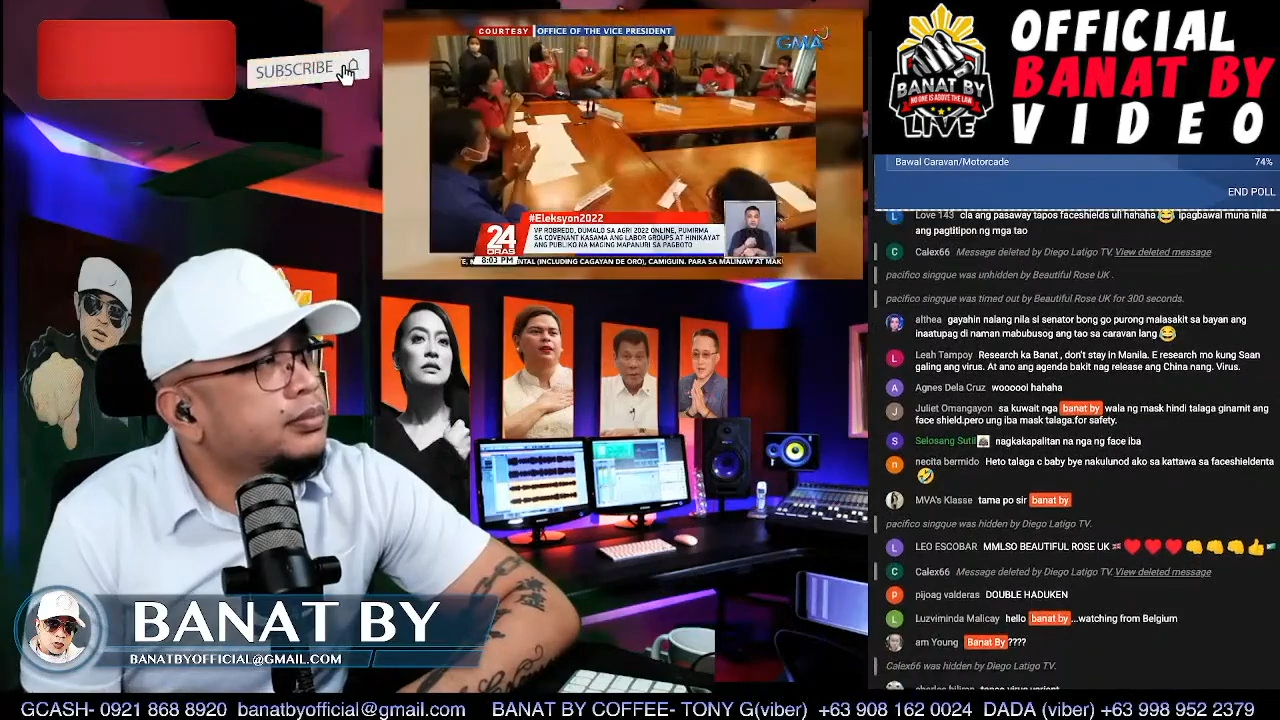 SUBSCRIBE
COURTESY OFFICE OF THE VICE PRESIDENT
GMA
#Eleksyon2022
24
ORAS
8:03 PM
VP ROBREDO, DUMALO SA AGRI 2022 ONLINE, PUMIRMA
SA COVENANT KASAMA ANG LABOR GROUPS AT HINIKAYAT
ANG PUBLIKO NA MAGING MAPANURI SA PAGBOTO
ENTAL (INCLUDING CAGAYAN DE ORO), CAMIGUIN. PARA SA MALINAW AT MAK
BANAT BY
NO ONE IS ABOVE THE LAW
LIVE
OFFICIAL
BANAT BY
VIDEO
Bawal Caravan/Motorcade 74%
END POLL
Love 143 cla ang pasaway tapos faceshields uli hahaha😂 ipagbawal muna nila
ang pagtitipon ng mga tao
Calex66 Message deleted by Diego Latigo TV. View deleted message
pacifico singque was unhidden by Beautiful Rose UK .
pacifico singque was timed out by Beautiful Rose UK for 300 seconds.
althea gayahin nalang nila si senator bong go purong malasakit sa bayan ang
inaatupag di naman mabubusog ang tao sa caravan lang😂
L Leah Tampoy Research ka Banat , don't stay in Manila. E research mo kung Saan
galing ang virus. At ano ang agenda bakit nag release ang China nang. Virus.
A Agnes Dela Cruz woooooi hahaha
J Juliet Omangayon sa kuwait nga banat by wala ng mask hindi talaga ginamit ang
face shield.pero ung iba mask talaga.for safety.
S Selosang Sutil nagkakapalitan na nga ng face iba
n necita bermido Heto talaga c baby bye nakulunod ako sa kattawa sa faceshieldenta
🤣
MVA's Klasse tama po sir banat by
pacifico singque was hidden by Diego Latigo TV.
L LEO ESCOBAR MMLSO BEAUTIFUL ROSE UK ❤❤❤👊👊👊👍
C Calex66 Message deleted by Diego Latigo TV. View deleted message
p pijoag valderas DOUBLE HADUKEN
L Luzviminda Malicay hello banat by...watching from Belgium
am Young Banat By????
Calex66 was hidden by Diego Latigo TV.
BANAT BY
BANATBYOFFICIAL@GMAIL.COM
GCASH- 0921 868 8920 banatbyofficial@gmail.com BANAT BY COFFEE- TONY G(viber) +63 908 162 0024 DADA (viber) +63 998 952 2379